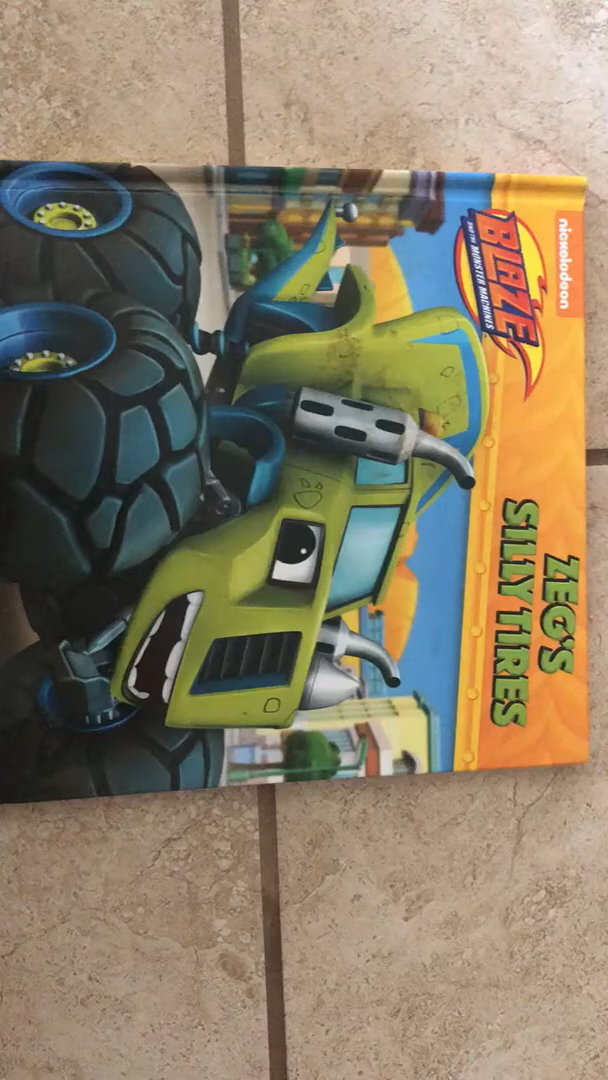 nickelodeon
BLAZE
AND THE MONSTER MACHINES
ZEG'S
SILLY TIRES